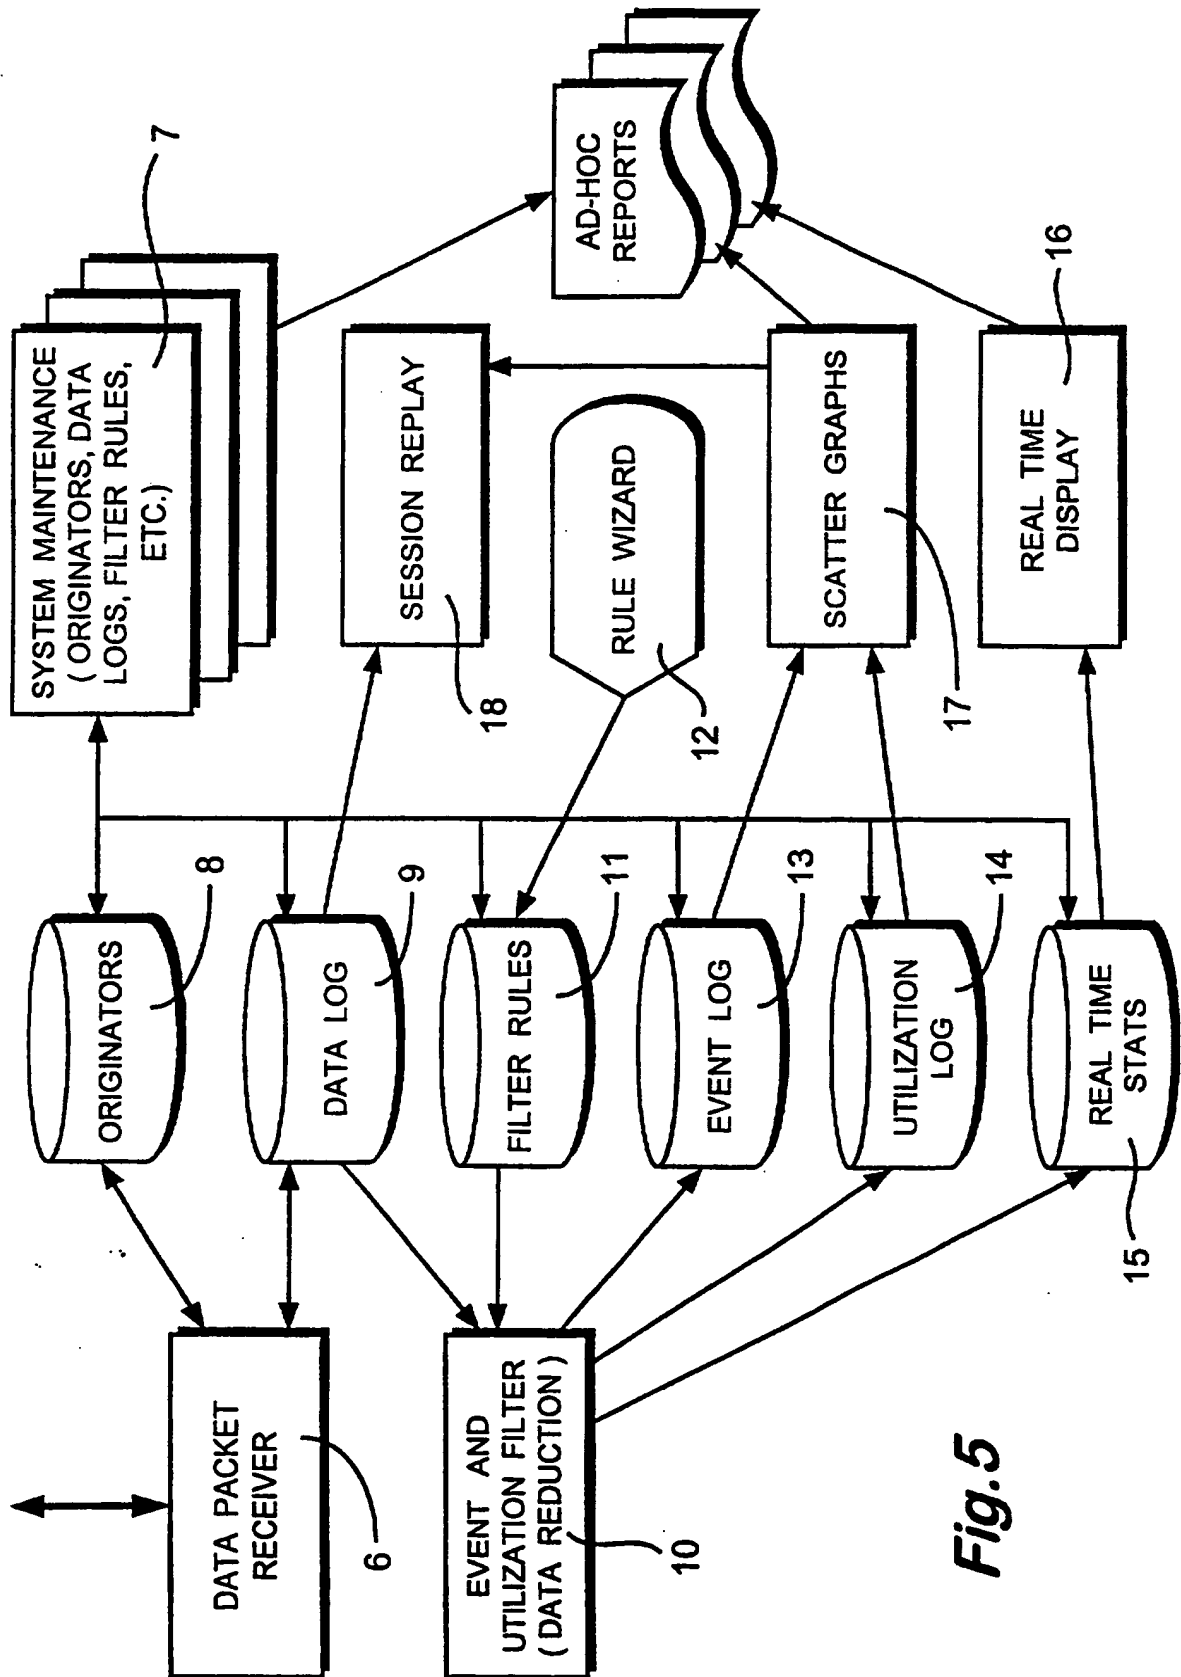 DATA PACKET
RECEIVER
6
EVENT AND
UTILIZATION FILTER
( DATA REDUCTION )
10
ORIGINATORS
8
DATA LOG
9
FILTER RULES
11
EVENT LOG
13
UTILIZATION
LOG
14
REAL TIME
STATS
15
SYSTEM MAINTENANCE
( ORIGINATORS, DATA
LOGS, FILTER RULES,
ETC.)
7
SESSION REPLAY
18
RULE WIZARD
12
SCATTER GRAPHS
17
REAL TIME
DISPLAY
16
AD-HOC
REPORTS
Fig.5